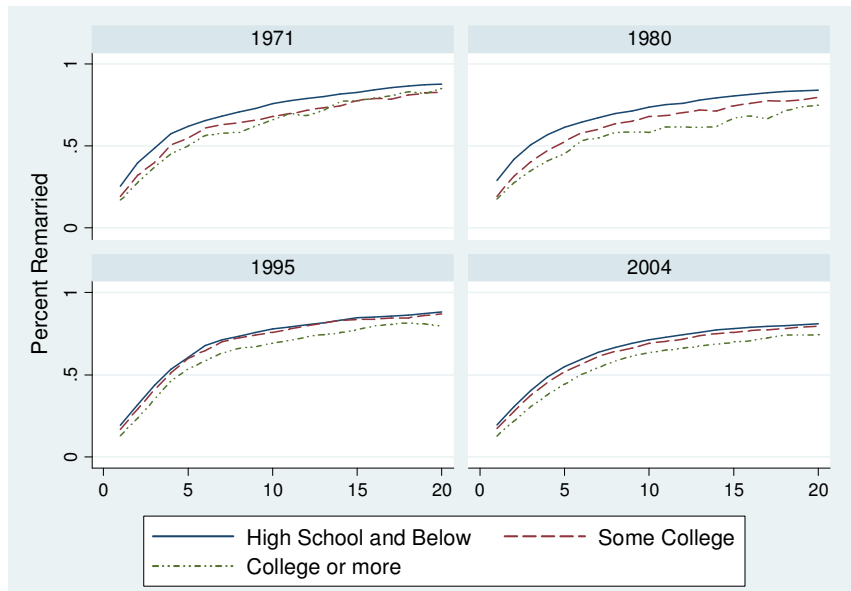 1971
1980
1
.5
0
1995
2004
1
.5
0
Percent Remarried
0 5 10 15 20
0 5 10 15 20
High School and Below
Some College
College or more